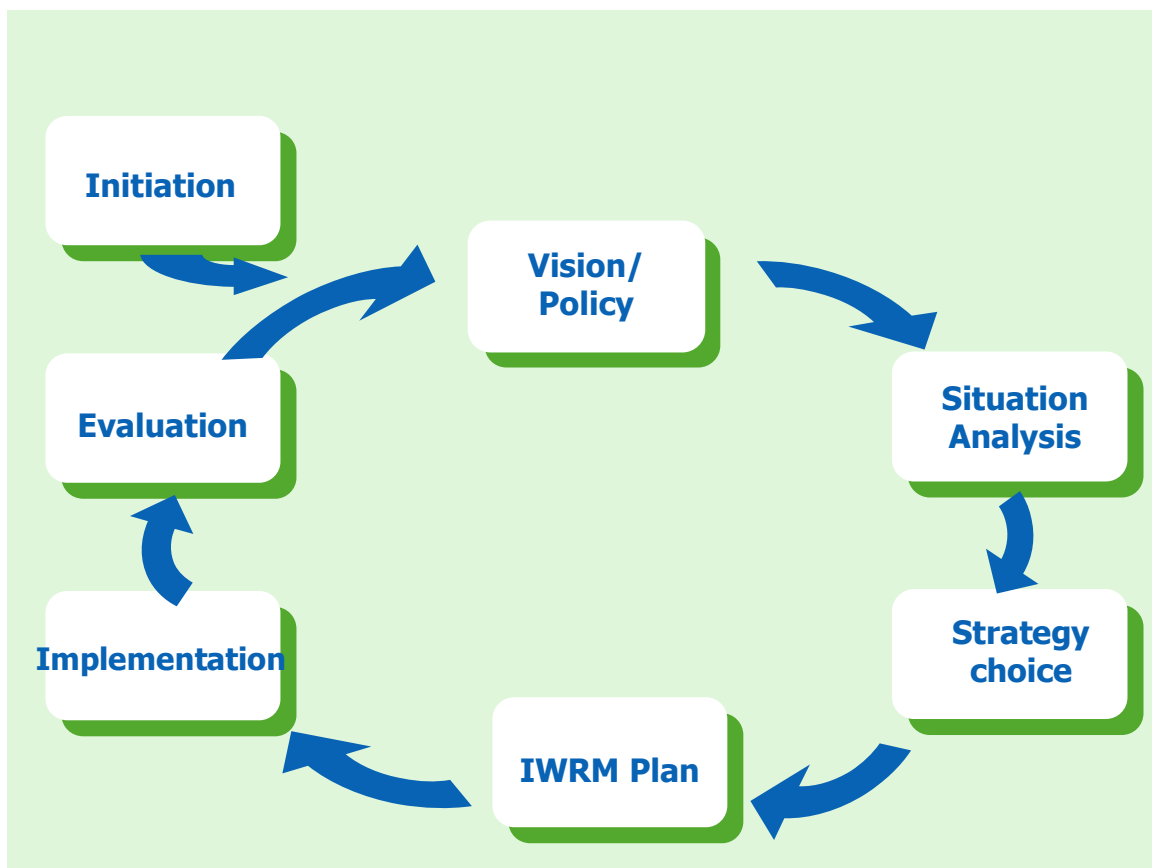 Initiation
Vision/
Policy
Situation
Analysis
Strategy
choice
IWRM Plan
Implementation
Evaluation